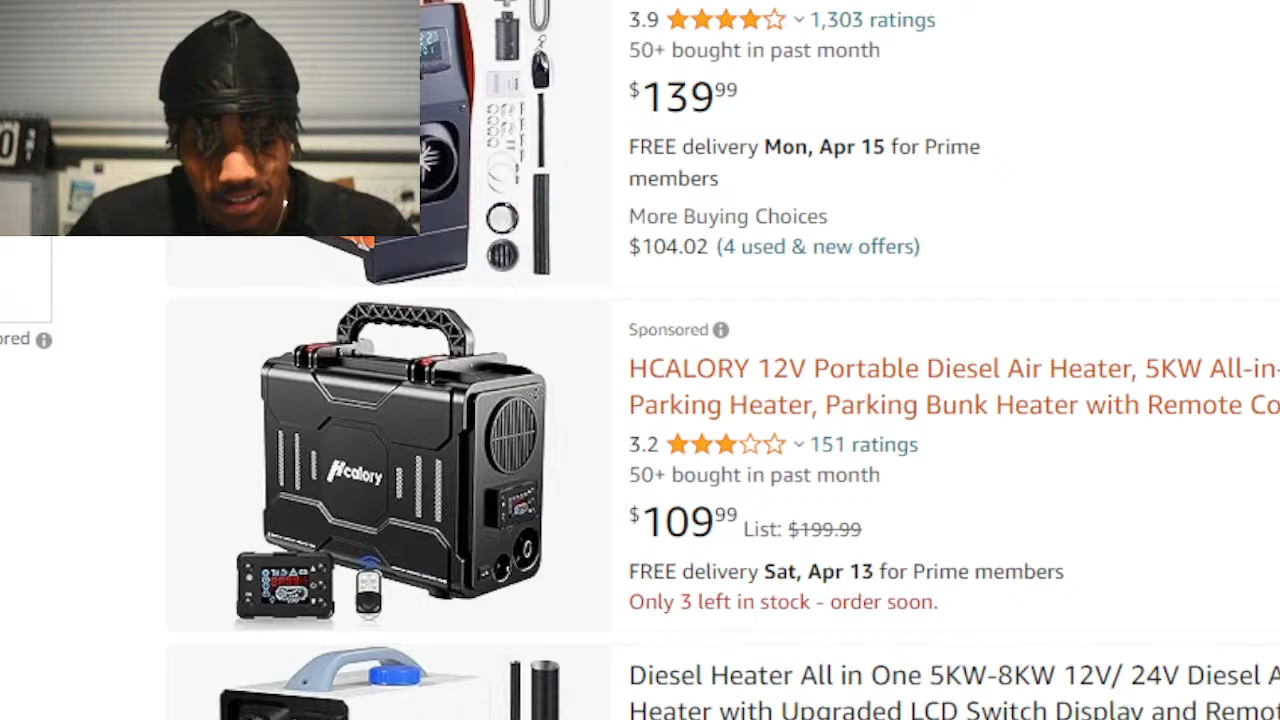 3.9 1,303 ratings
50+ bought in past month
$139.99
FREE delivery Mon, Apr 15 for Prime
members
More Buying Choices
$104.02 (4 used & new offers)
ored
Sponsored
HCALORY 12V Portable Diesel Air Heater, 5KW All-in-
Parking Heater, Parking Bunk Heater with Remote Co
3.2 151 ratings
50+ bought in past month
$109.99 List: $199.99
FREE delivery Sat, Apr 13 for Prime members
Only 3 left in stock - order soon.
Hcalory
Diesel Heater All in One 5KW-8KW 12V/ 24V Diesel A
Heater with Upgraded LCD Switch Display and Remot